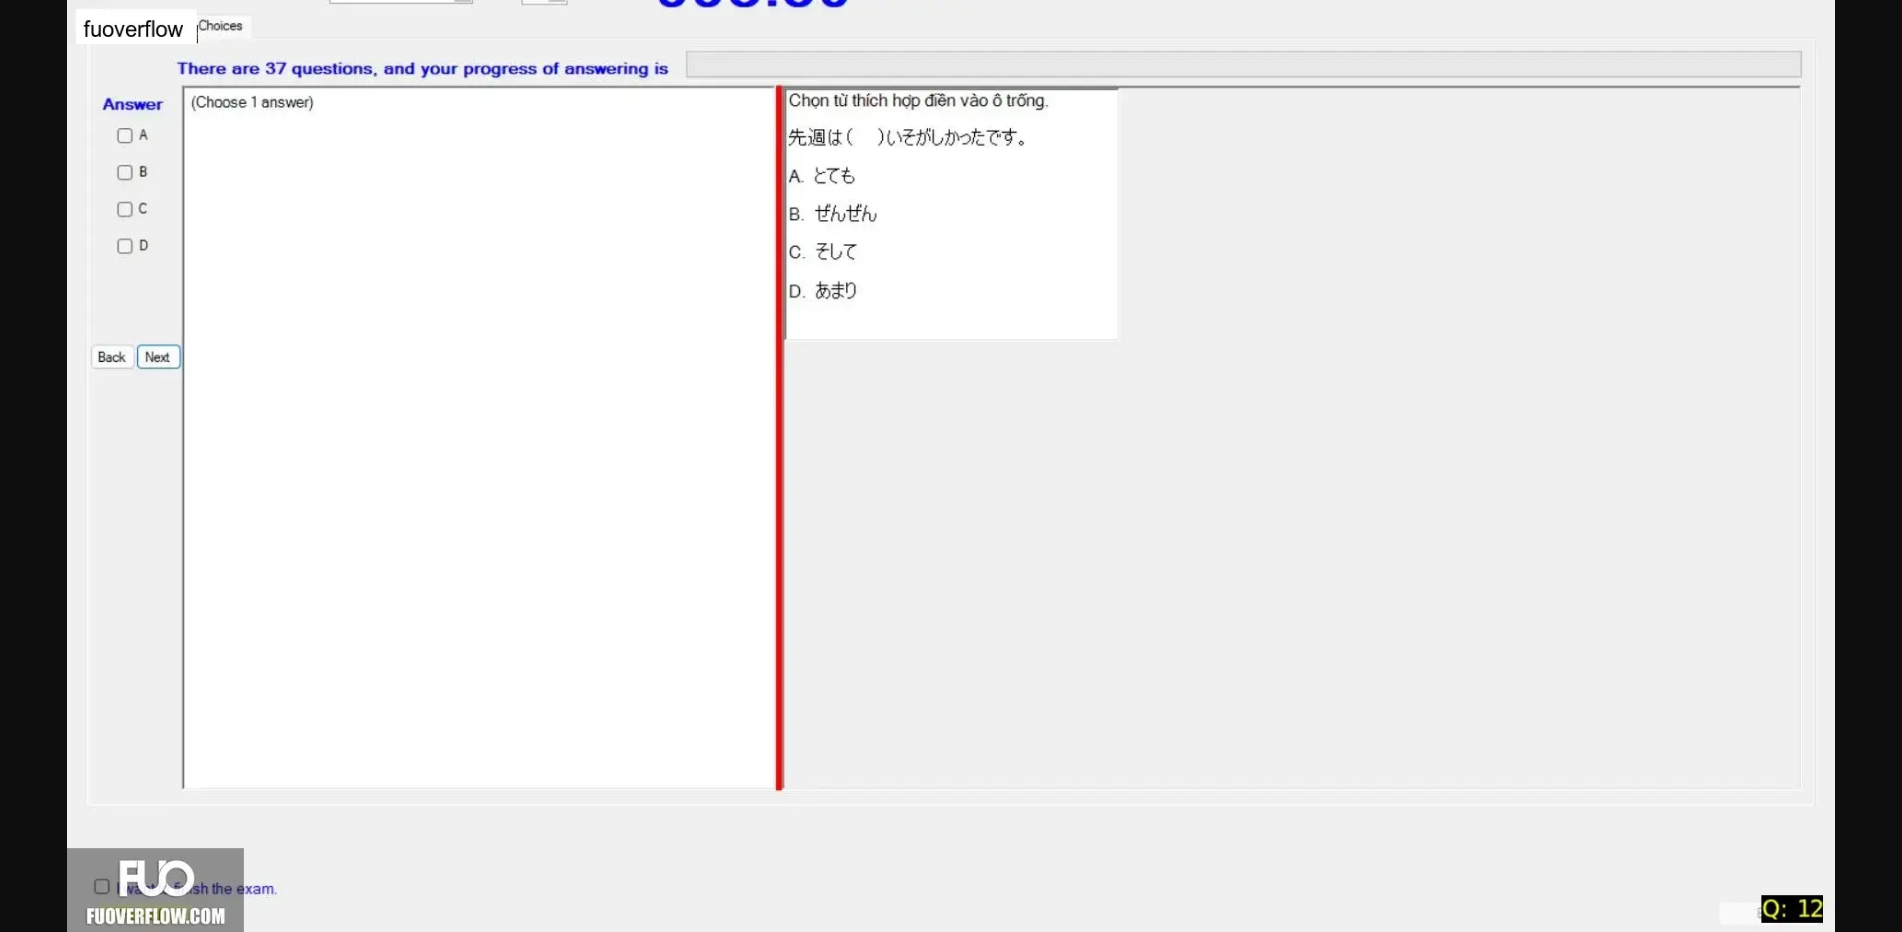 fuoverflow
Choices
There are 37 questions, and your progress of answering is
Answer
(Choose 1 answer)
A
B
C
D
Back
Next
Chọn từ thích hợp điền vào ô trống.
先週は(　)いそがしかったです。
A. とても
B. ぜんぜん
C. そして
D. あまり
FUO
sh the exam.
FUOVERFLOW.COM
Q: 12